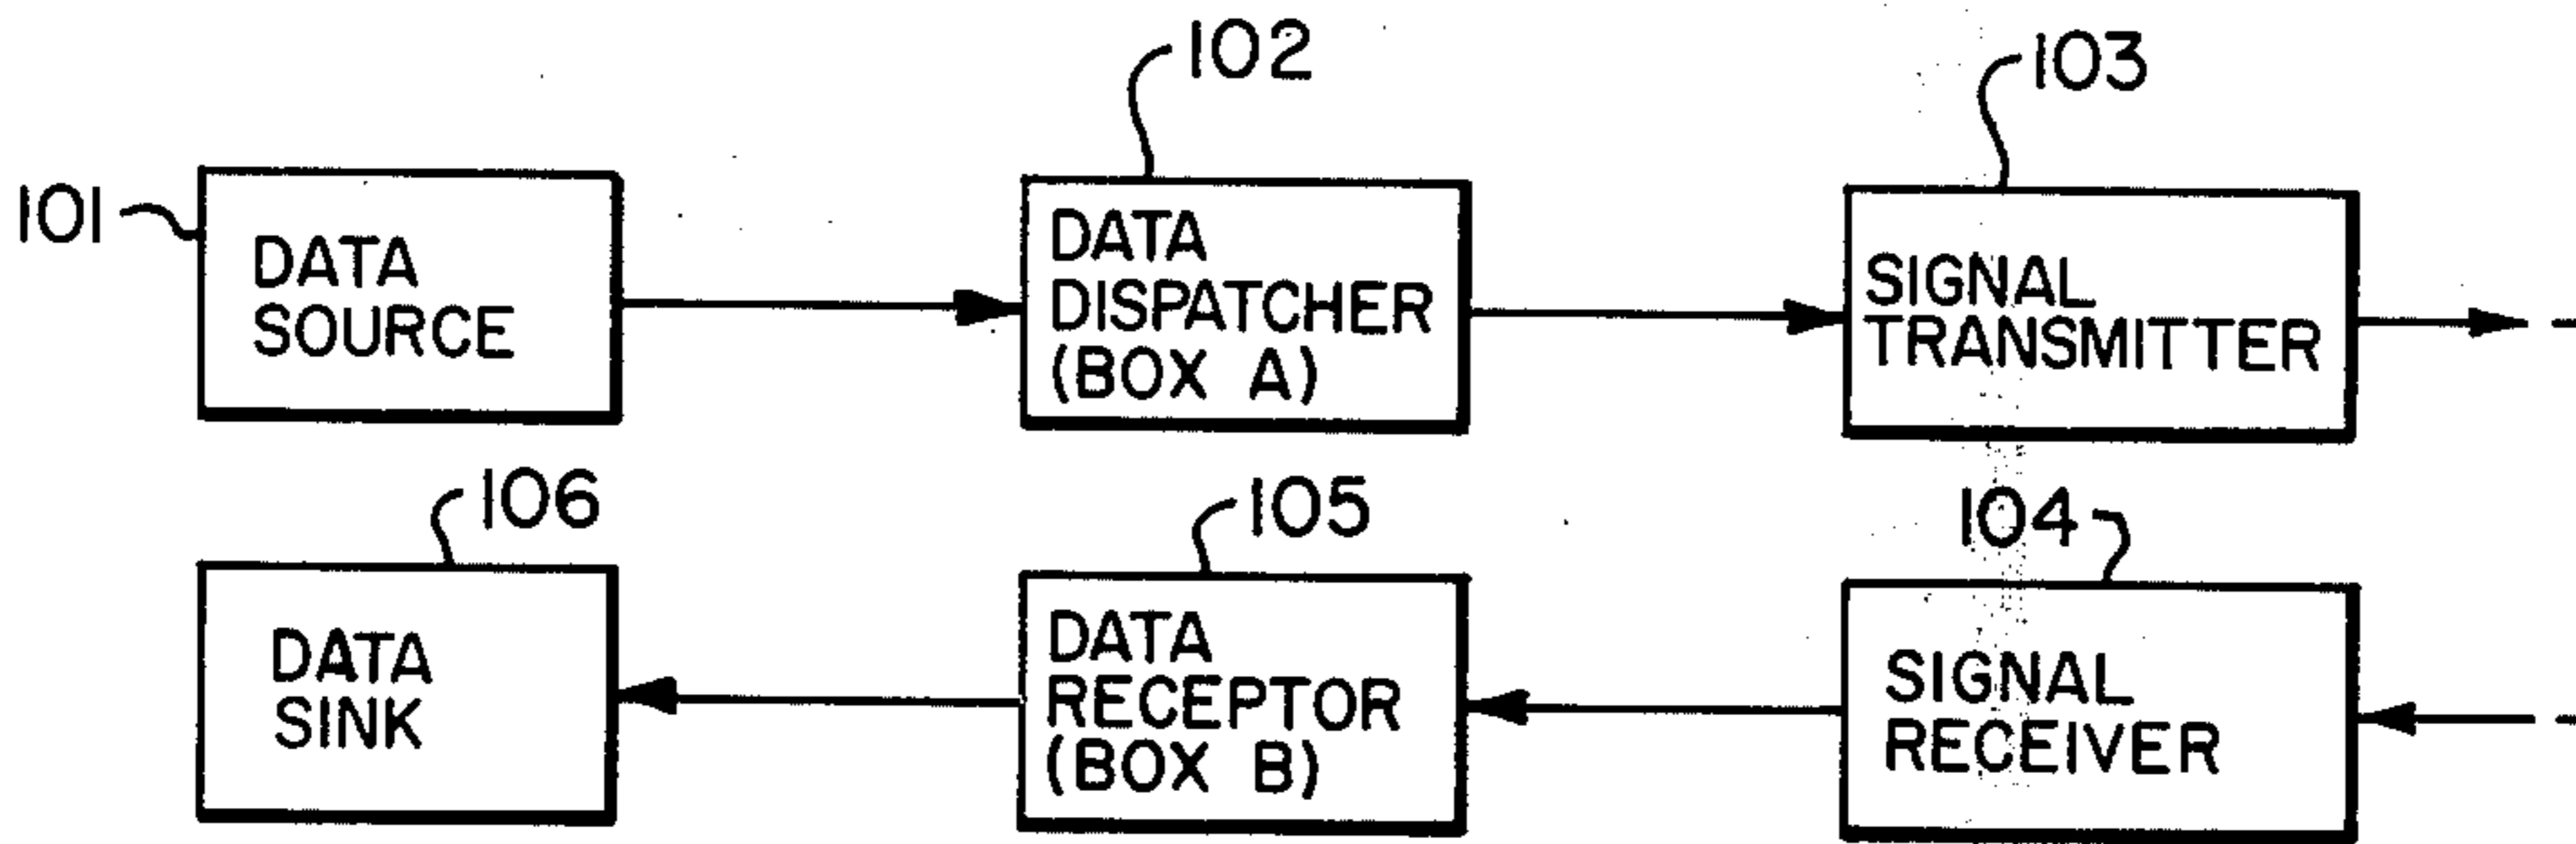 102
103
101
DATA
SOURCE
DATA
DISPATCHER
(BOX A)
SIGNAL
TRANSMITTER
106
105
104
DATA
SINK
DATA
RECEPTOR
(BOX B)
SIGNAL
RECEIVER